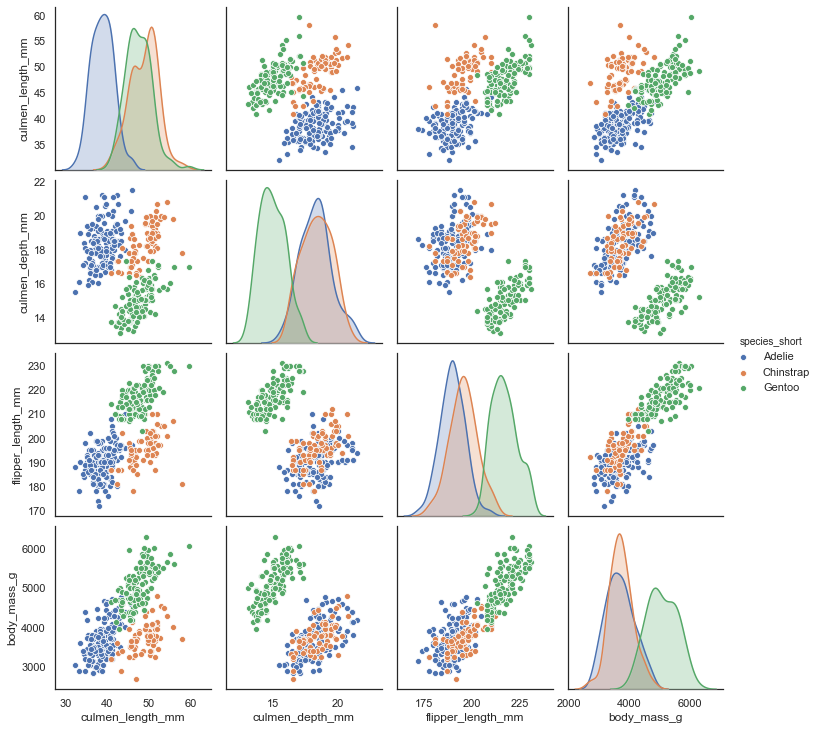 60
55
50
45
40
35
culmen_length_mm
22
20
18
16
14
culmen_depth_mm
species_short
Adelie
Chinstrap
Gentoo
230
220
210
200
190
180
170
flipper_length_mm
6000
5000
4000
3000
body_mass_g
30 40 50 60
15 20
175 200 225
2000 4000 6000
culmen_length_mm
culmen_depth_mm
flipper_length_mm
body_mass_g